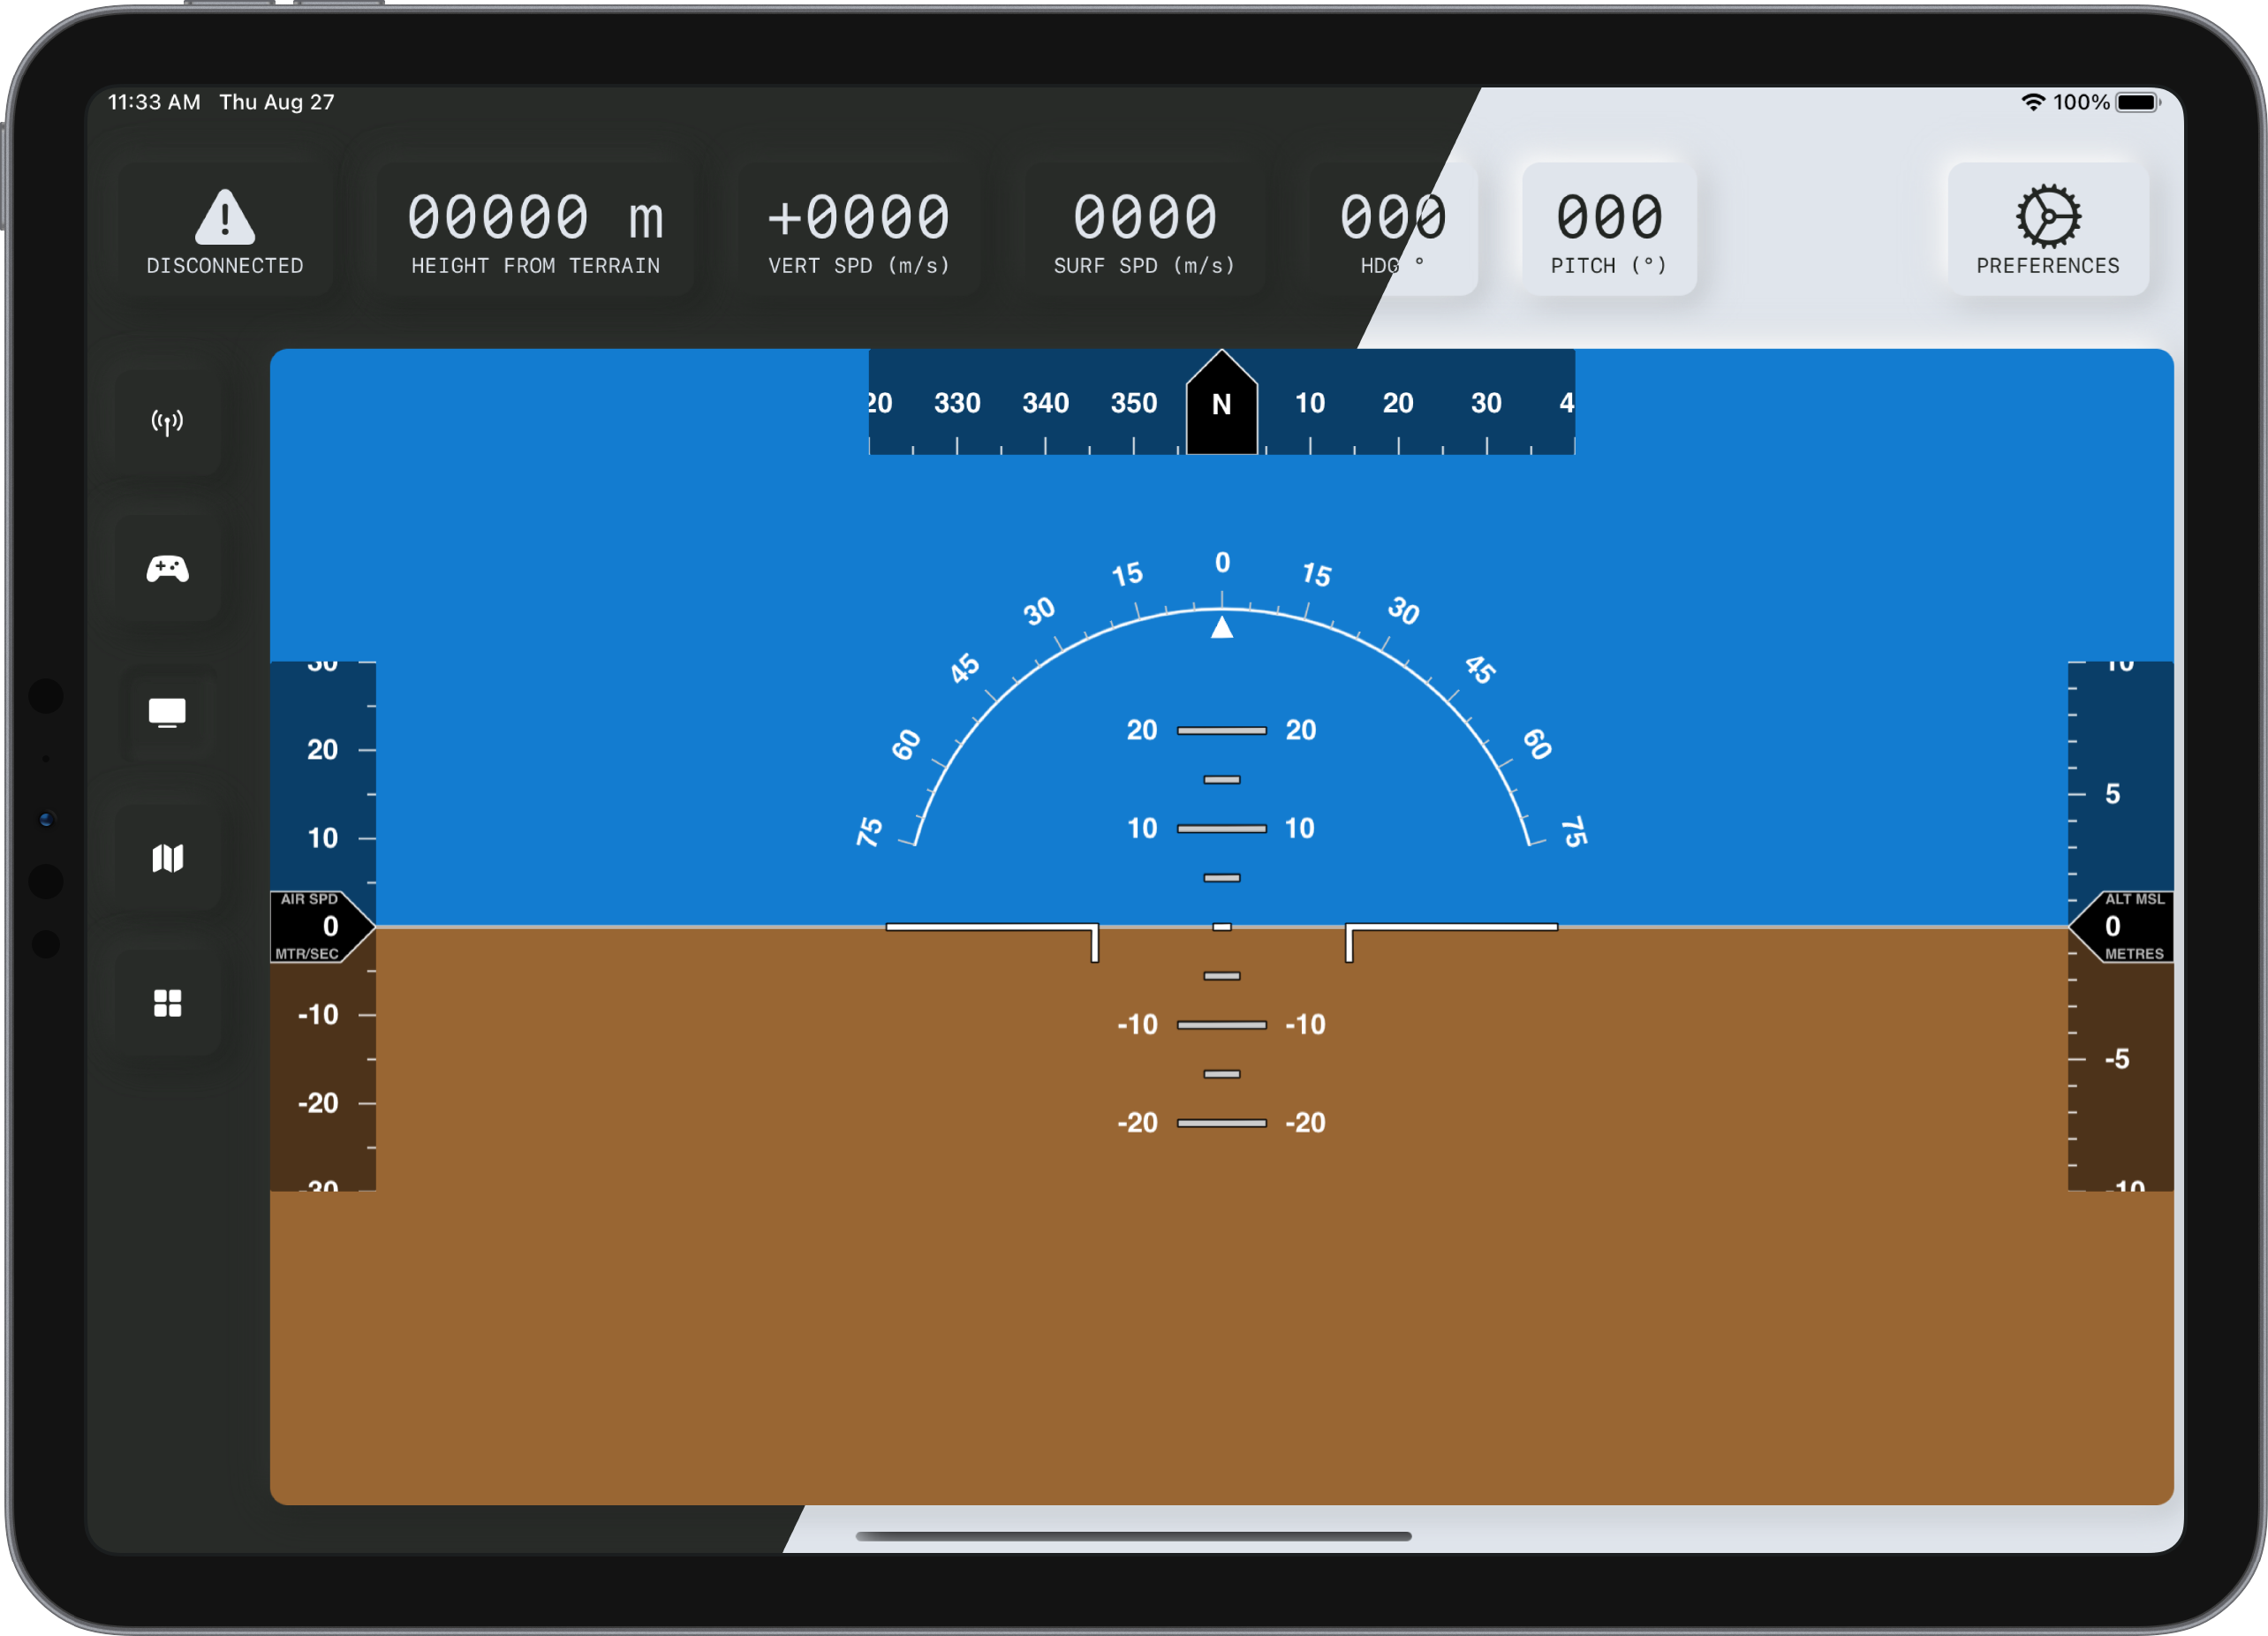 11:33 AM Thu Aug 27
100%
00000 m
HEIGHT FROM TERRAIN
+0000
VERT SPD (m/s)
0000
SURF SPD (m/s)
000
HDG °
000
PITCH (°)
DISCONNECTED
PREFERENCES
20 330 340 350 N 10 20 30 4
75 60 45 30 15 0 15 30 45 60 75
20 20
10 10
-10 -10
-20 -20
30
20
10
AIR SPD
0
MTR/SEC
-10
-20
-30
10
5
ALT MSL
0
METRES
-5
-10